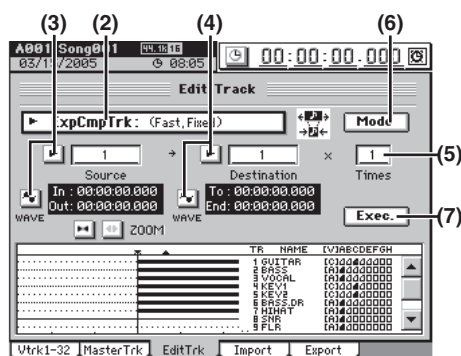 (3) (2) (4) (6)
A001 Song001 44.1k 16
03/15/2005 08:05 00:00:00.000
Edit Track
ExpCmpTrk: (Fast,Fixed) Mode
1 → 1 × 1 (5)
Source Destination Times
In : 00:00:00.000 To : 00:00:00.000
Out: 00:00:00.000 End: 00:00:00.000
WAVE WAVE Exec. (7)
ZOOM
TR NAME [V]ABCDEFGH
1 GUITAR
2 BASS
3 VOCAL
4 KEY1
5 KEY2
6 BASS.DR
7 HIHAT
8 SNR
9 FLR
Vtrk1-32 MasterTrk EditTrk Import Export